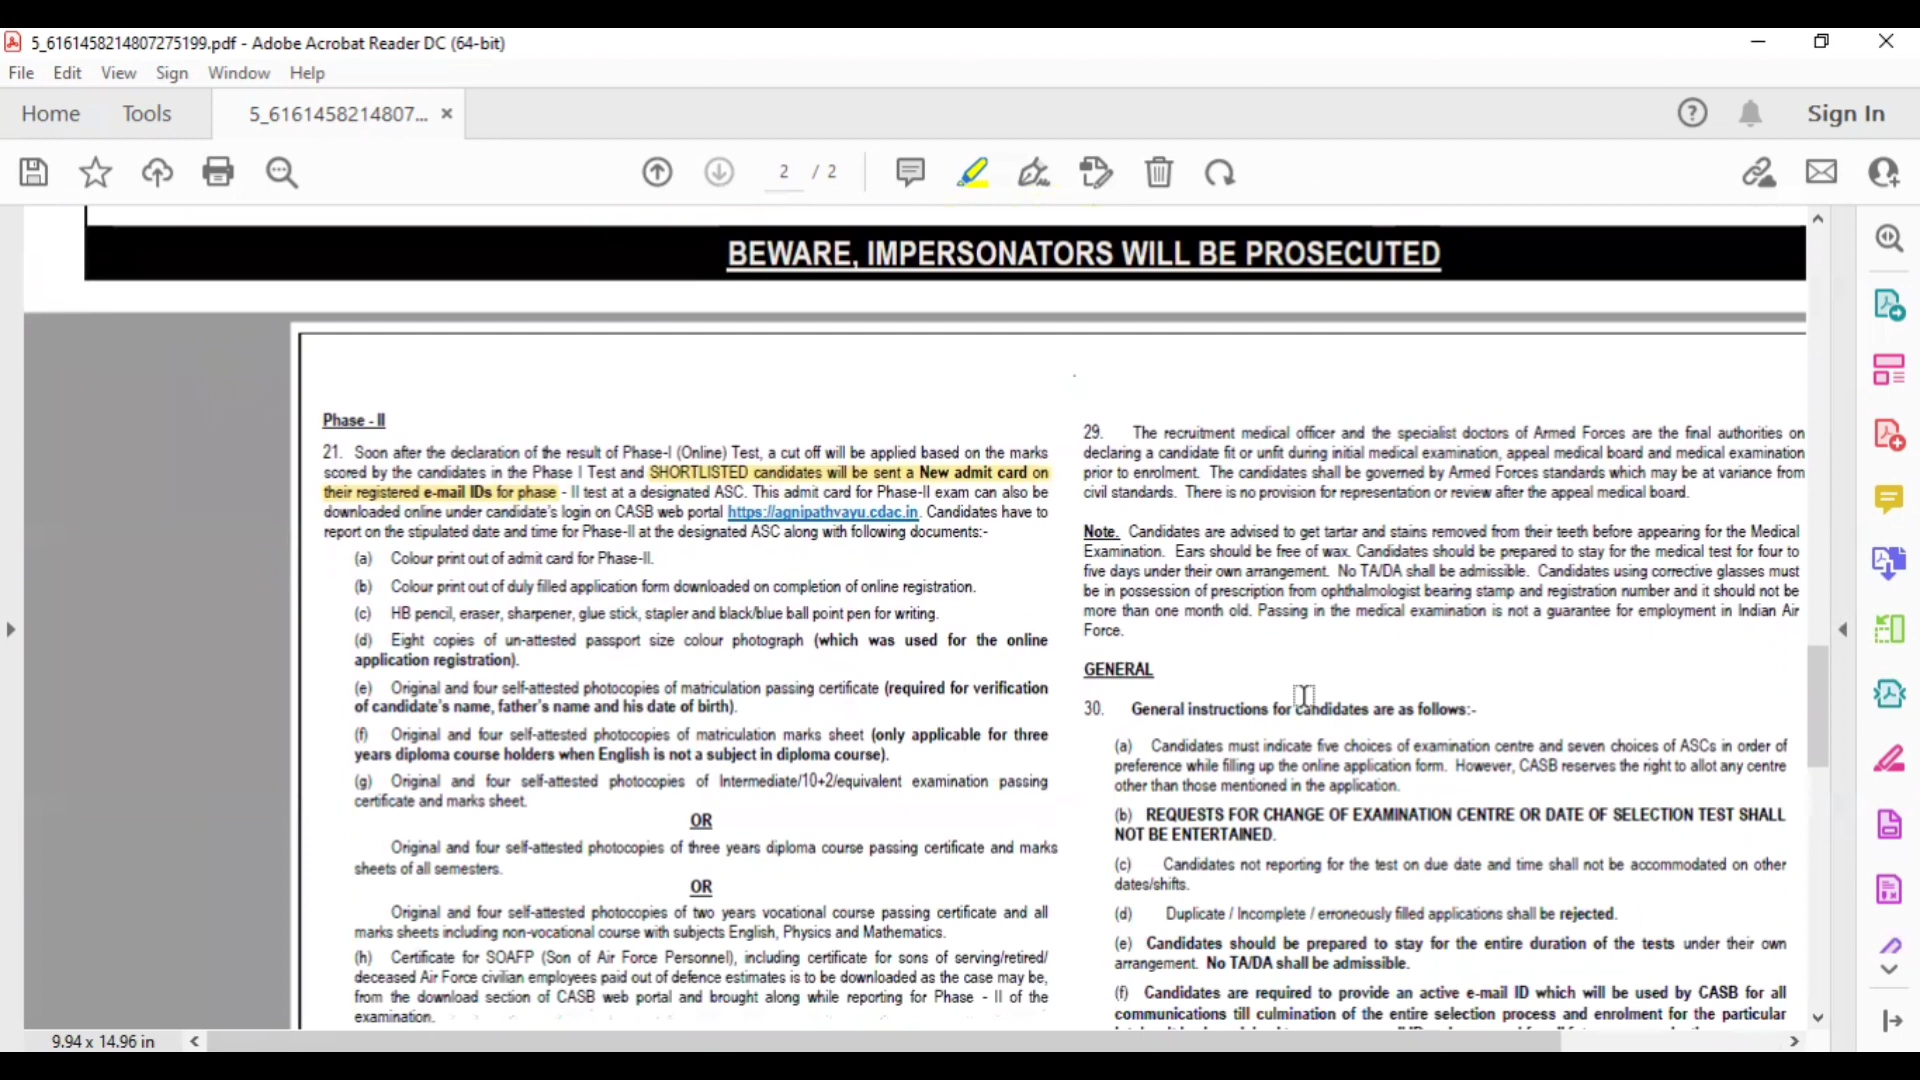 5_6161458214807275199.pdf - Adobe Acrobat Reader DC (64-bit)
File Edit View Sign Window Help
Home Tools 5_6161458214807... × Sign In
2 / 2
BEWARE, IMPERSONATORS WILL BE PROSECUTED
Phase - II
21. Soon after the declaration of the result of Phase-I (Online) Test, a cut off will be applied based on the marks
scored by the candidates in the Phase I Test and SHORTLISTED candidates will be sent a New admit card on
their registered e-mail IDs for phase - II test at a designated ASC. This admit card for Phase-II exam can also be
downloaded online under candidate's login on CASB web portal https://agnipathvayu.cdac.in. Candidates have to
report on the stipulated date and time for Phase-II at the designated ASC along with following documents:-
(a) Colour print out of admit card for Phase-II.
(b) Colour print out of duly filled application form downloaded on completion of online registration.
(c) HB pencil, eraser, sharpener, glue stick, stapler and black/blue ball point pen for writing.
(d) Eight copies of un-attested passport size colour photograph (which was used for the online
application registration).
(e) Original and four self-attested photocopies of matriculation passing certificate (required for verification
of candidate's name, father's name and his date of birth).
(f) Original and four self-attested photocopies of matriculation marks sheet (only applicable for three
years diploma course holders when English is not a subject in diploma course).
(g) Original and four self-attested photocopies of Intermediate/10+2/equivalent examination passing
certificate and marks sheet.
OR
Original and four self-attested photocopies of three years diploma course passing certificate and marks
sheets of all semesters.
OR
Original and four self-attested photocopies of two years vocational course passing certificate and all
marks sheets including non-vocational course with subjects English, Physics and Mathematics.
(h) Certificate for SOAFP (Son of Air Force Personnel), including certificate for sons of serving/retired/
deceased Air Force civilian employees paid out of defence estimates is to be downloaded as the case may be,
from the download section of CASB web portal and brought along while reporting for Phase - II of the
examination.
29. The recruitment medical officer and the specialist doctors of Armed Forces are the final authorities on
declaring a candidate fit or unfit during initial medical examination, appeal medical board and medical examination
prior to enrolment. The candidates shall be governed by Armed Forces standards which may be at variance from
civil standards. There is no provision for representation or review after the appeal medical board.
Note. Candidates are advised to get tartar and stains removed from their teeth before appearing for the Medical
Examination. Ears should be free of wax. Candidates should be prepared to stay for the medical test for four to
five days under their own arrangement. No TA/DA shall be admissible. Candidates using corrective glasses must
be in possession of prescription from ophthalmologist bearing stamp and registration number and it should not be
more than one month old. Passing in the medical examination is not a guarantee for employment in Indian Air
Force.
GENERAL
30. General instructions for candidates are as follows:-
(a) Candidates must indicate five choices of examination centre and seven choices of ASCs in order of
preference while filling up the online application form. However, CASB reserves the right to allot any centre
other than those mentioned in the application.
(b) REQUESTS FOR CHANGE OF EXAMINATION CENTRE OR DATE OF SELECTION TEST SHALL
NOT BE ENTERTAINED.
(c) Candidates not reporting for the test on due date and time shall not be accommodated on other
dates/shifts.
(d) Duplicate / Incomplete / erroneously filled applications shall be rejected.
(e) Candidates should be prepared to stay for the entire duration of the tests under their own
arrangement. No TA/DA shall be admissible.
(f) Candidates are required to provide an active e-mail ID which will be used by CASB for all
communications till culmination of the entire selection process and enrolment for the particular
9.94 x 14.96 in